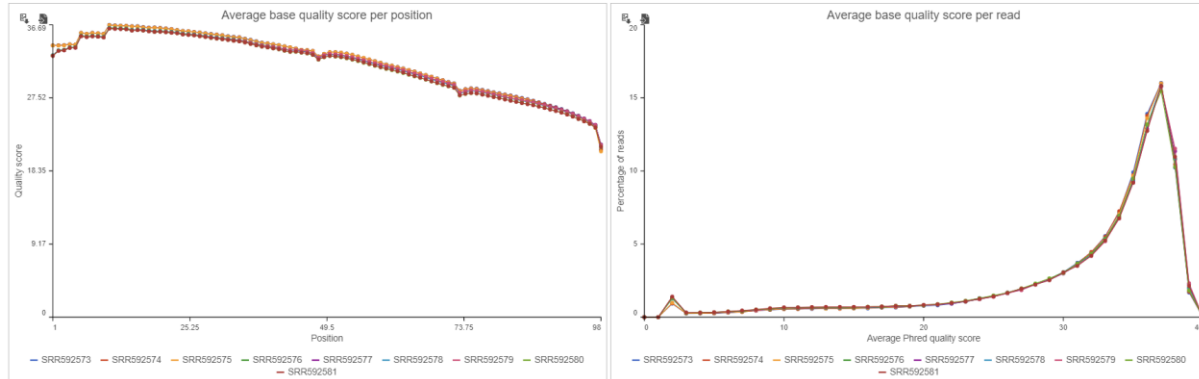 Average base quality score per position
36.69
27.52
18.35
9.17
0
Quality score
1
25.25
49.5
73.75
98
Position
SRR592573 SRR592574 SRR592575 SRR592576 SRR592577 SRR592578 SRR592579 SRR592580
SRR592581
Average base quality score per read
20
15
10
5
0
Percentage of reads
0
10
20
30
Average Phred quality score
SRR592573 SRR592574 SRR592575 SRR592576 SRR592577 SRR592578 SRR592579 SRR592580
SRR592581